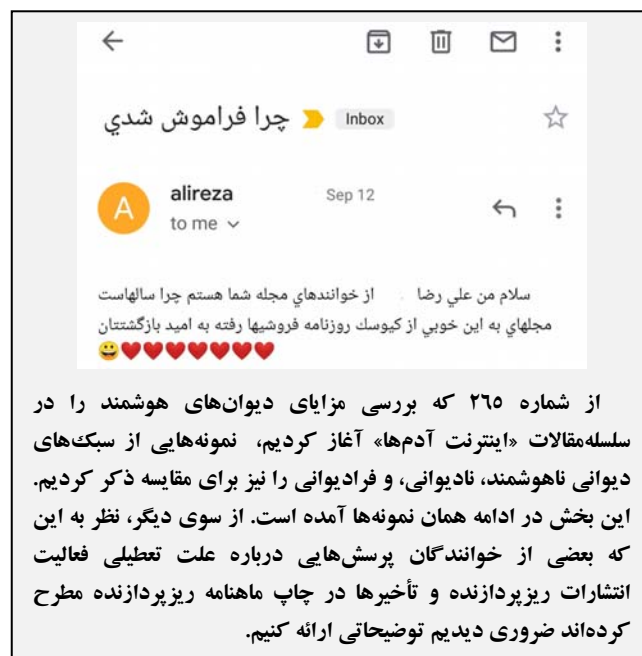 چرا فراموش شدي Inbox
alireza Sep 12
A
to me
سلام من علي رضا از خوانندهاي مجله شما هستم چرا سالهاست
مجلهاي به اين خوبي از كيوسك روزنامه فروشيها رفته به اميد بازگشتتان
❤️❤️❤️❤️❤️❤️❤️😀
از شماره ۲۶۵ که بررسی مزایای دیوان‌های هوشمند را در
سلسله‌مقالات «اینترنت آدم‌ها» آغاز کردیم، نمونه‌هایی از سبک‌های
دیوانی ناهوشمند، نادیوانی، و فرادیوانی را نیز برای مقایسه ذکر کردیم.
این بخش در ادامه همان نمونه‌ها آمده است. از سوی دیگر، نظر به این
که بعضی از خوانندگان پرسش‌هایی درباره علت تعطیلی فعالیت
انتشارات ریزپردازنده و تأخیرها در چاپ ماهنامه ریزپردازنده مطرح
کرده‌اند ضروری دیدیم توضیحاتی ارائه کنیم.